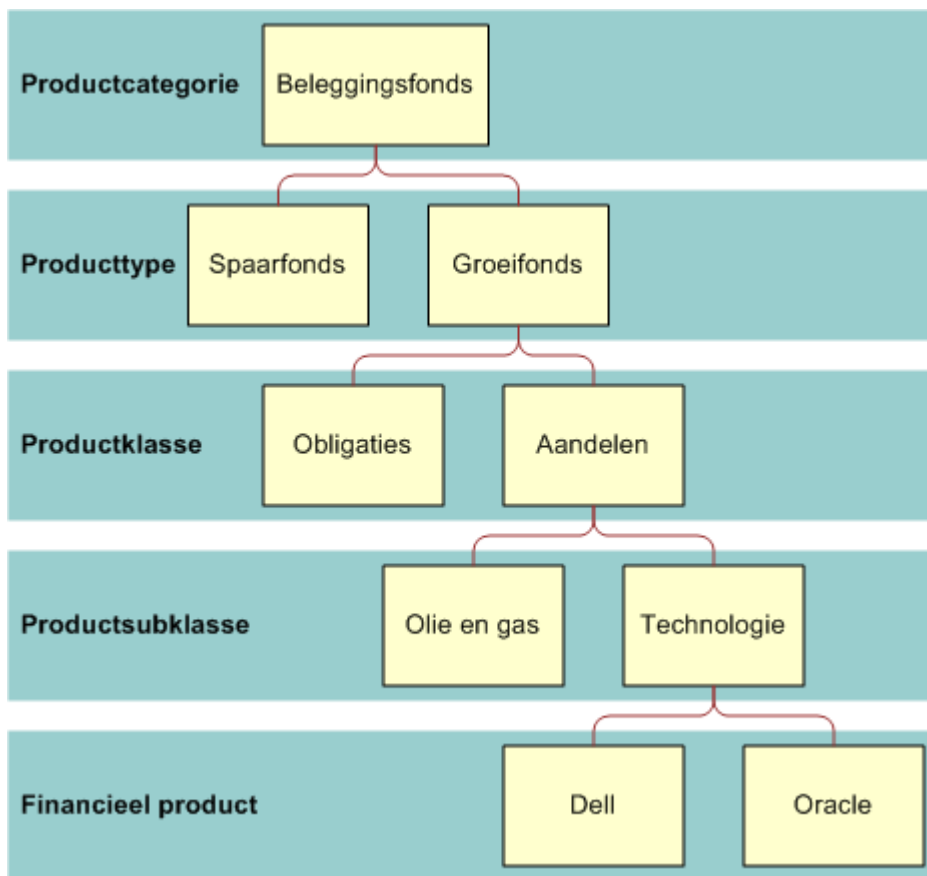 Productcategorie
Beleggingsfonds
Producttype
Spaarfonds
Groeifonds
Productklasse
Obligaties
Aandelen
Productsubklasse
Olie en gas
Technologie
Financieel product
Dell
Oracle